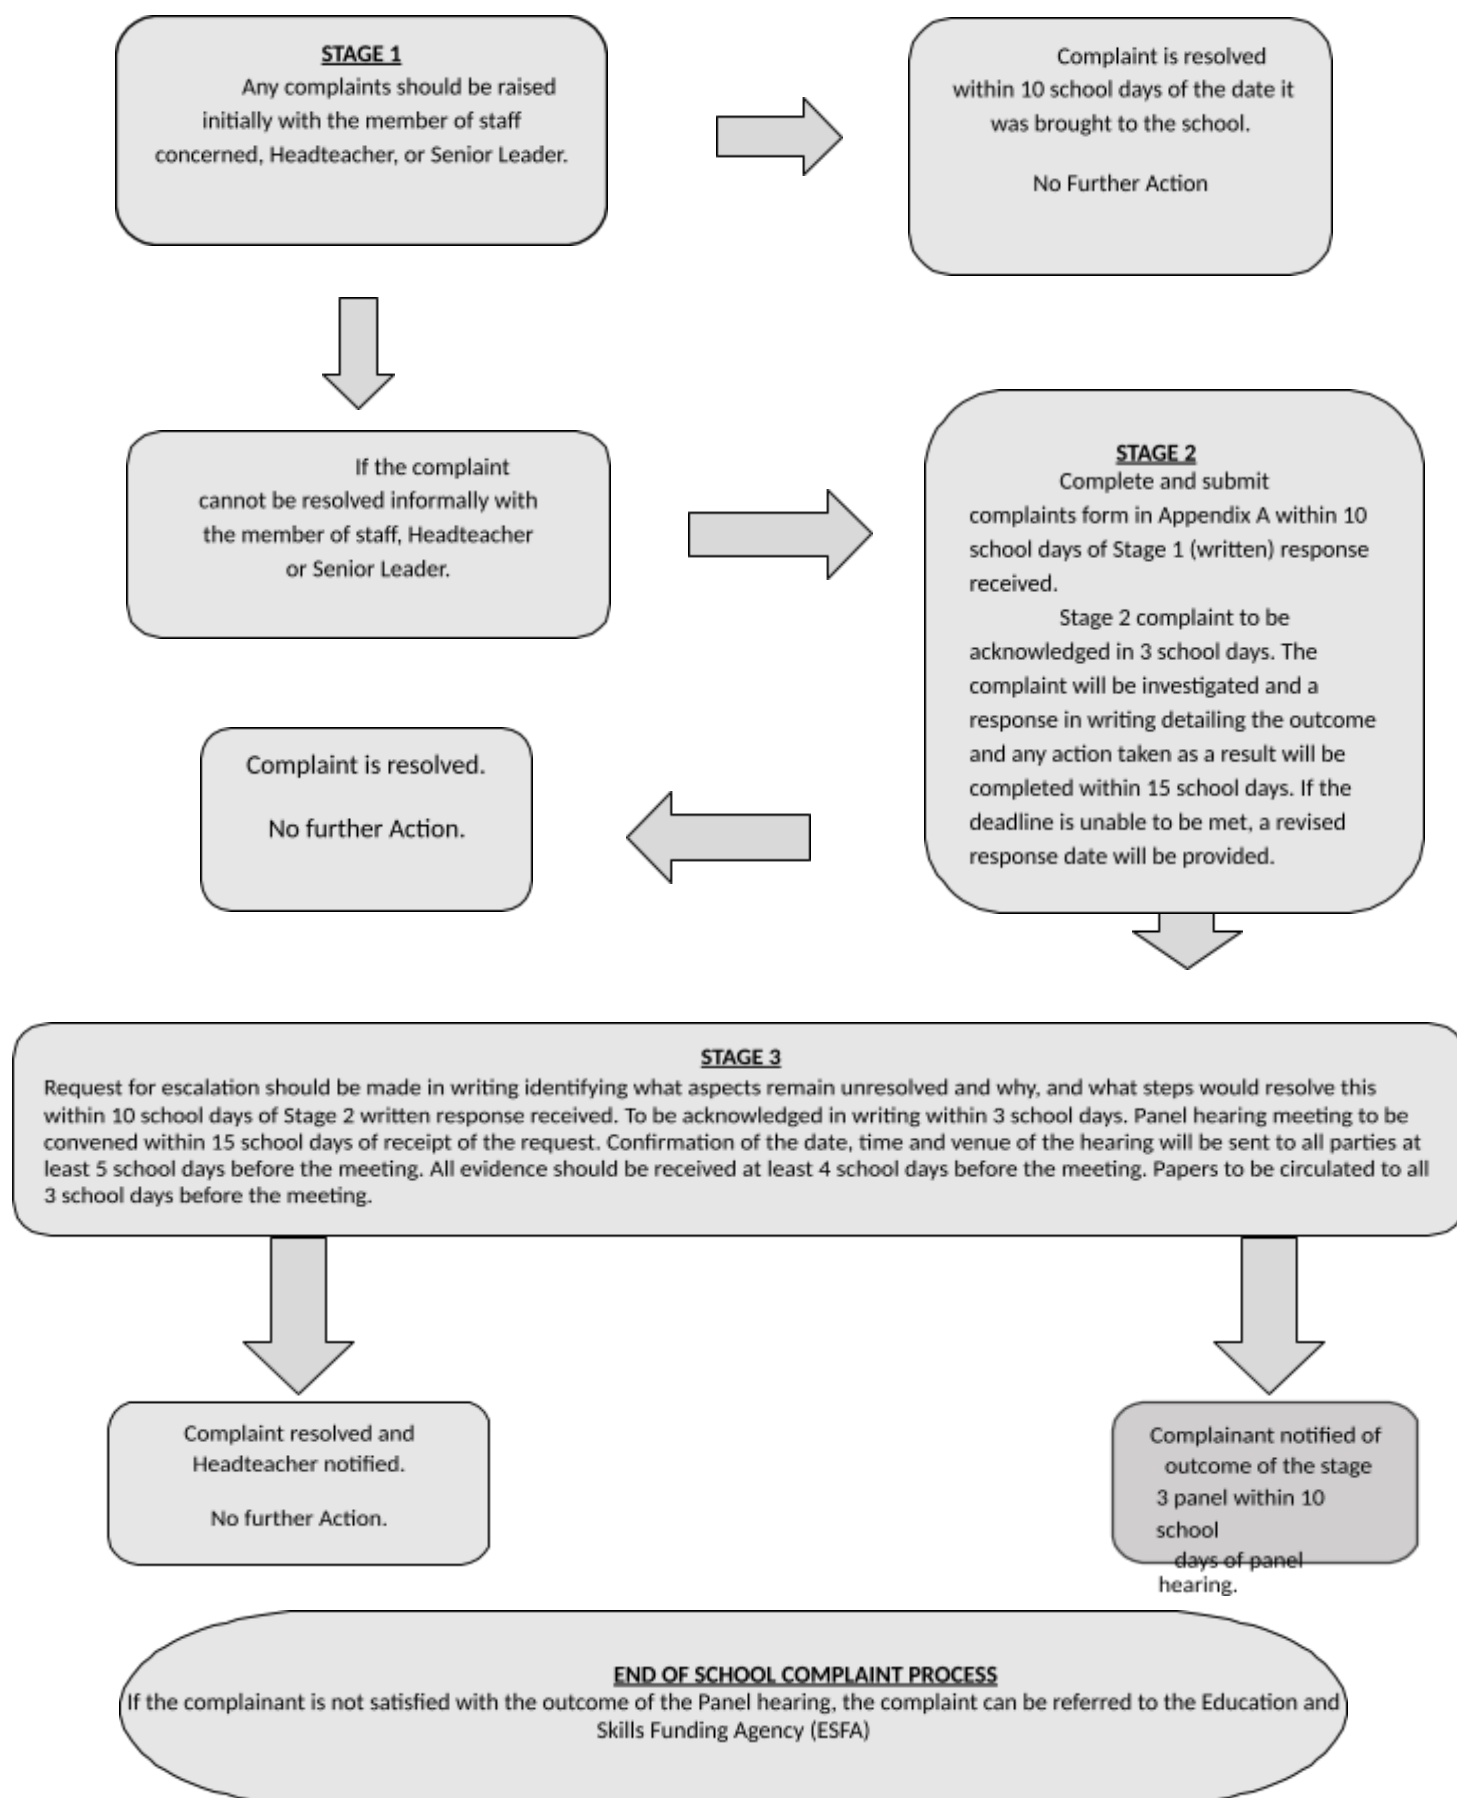 STAGE 1
Any complaints should be raised
initially with the member of staff
concerned, Headteacher, or Senior Leader.
Complaint is resolved
within 10 school days of the date it
was brought to the school.
No Further Action
If the complaint
cannot be resolved informally with
the member of staff, Headteacher
or Senior Leader.
STAGE 2
Complete and submit
complaints form in Appendix A within 10
school days of Stage 1 (written) response
received.
Stage 2 complaint to be
acknowledged in 3 school days. The
complaint will be investigated and a
response in writing detailing the outcome
and any action taken as a result will be
completed within 15 school days. If the
deadline is unable to be met, a revised
response date will be provided.
Complaint is resolved.
No further Action.
STAGE 3
Request for escalation should be made in writing identifying what aspects remain unresolved and why, and what steps would resolve this
within 10 school days of Stage 2 written response received. To be acknowledged in writing within 3 school days. Panel hearing meeting to be
convened within 15 school days of receipt of the request. Confirmation of the date, time and venue of the hearing will be sent to all parties at
least 5 school days before the meeting. All evidence should be received at least 4 school days before the meeting. Papers to be circulated to all
3 school days before the meeting.
Complaint resolved and
Headteacher notified.
No further Action.
Complainant notified of
outcome of the stage
3 panel within 10
school
days of panel
hearing.
END OF SCHOOL COMPLAINT PROCESS
If the complainant is not satisfied with the outcome of the Panel hearing, the complaint can be referred to the Education and
Skills Funding Agency (ESFA)